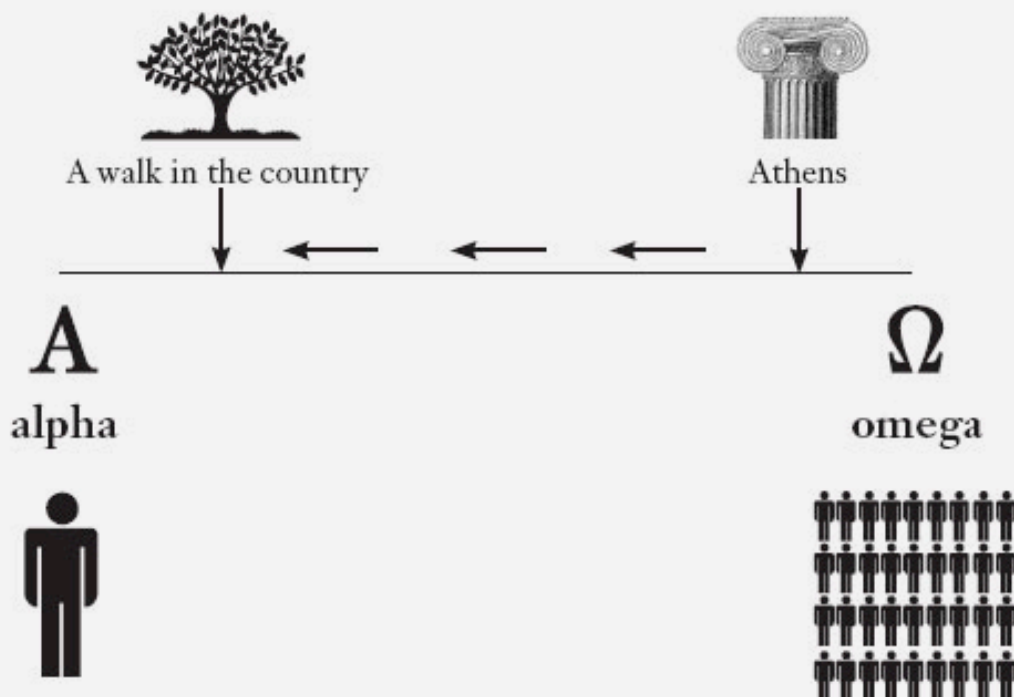 A walk in the country
Athens
Α
Ω
alpha
omega